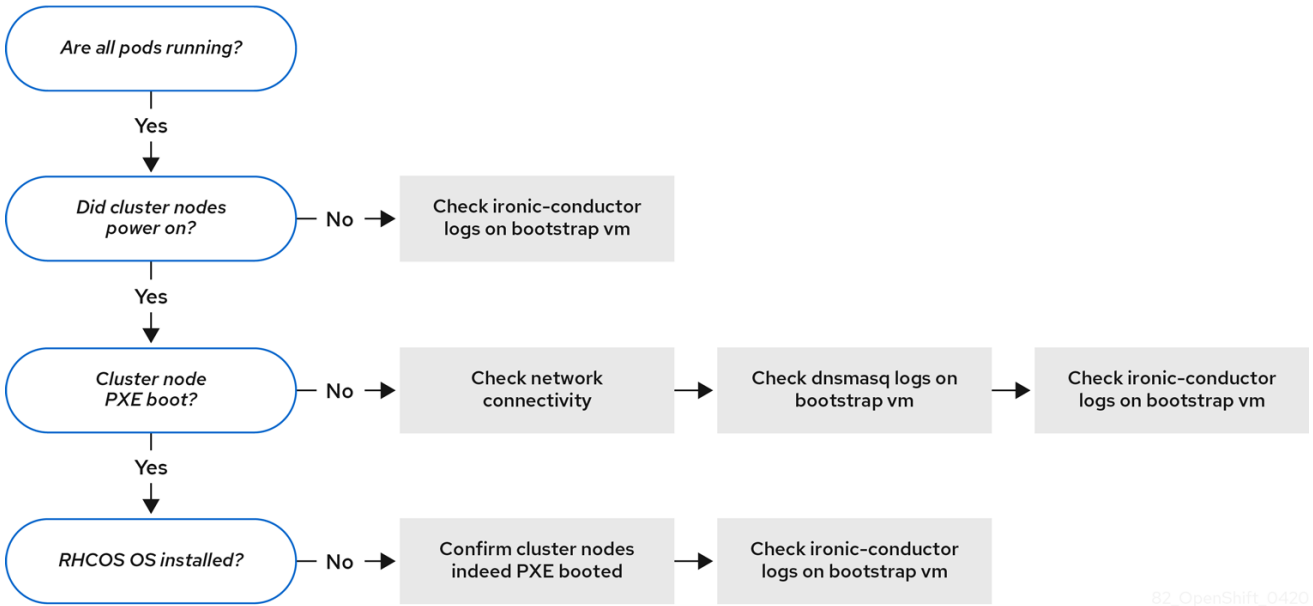 Are all pods running?
Yes
Did cluster nodes
power on?
No
Check ironic-conductor
logs on bootstrap vm
Yes
Cluster node
PXE boot?
No
Check network
connectivity
Check dnsmasq logs on
bootstrap vm
Check ironic-conductor
logs on bootstrap vm
Yes
RHCOS OS installed?
No
Confirm cluster nodes
indeed PXE booted
Check ironic-conductor
logs on bootstrap vm
82_OpenShift_0420